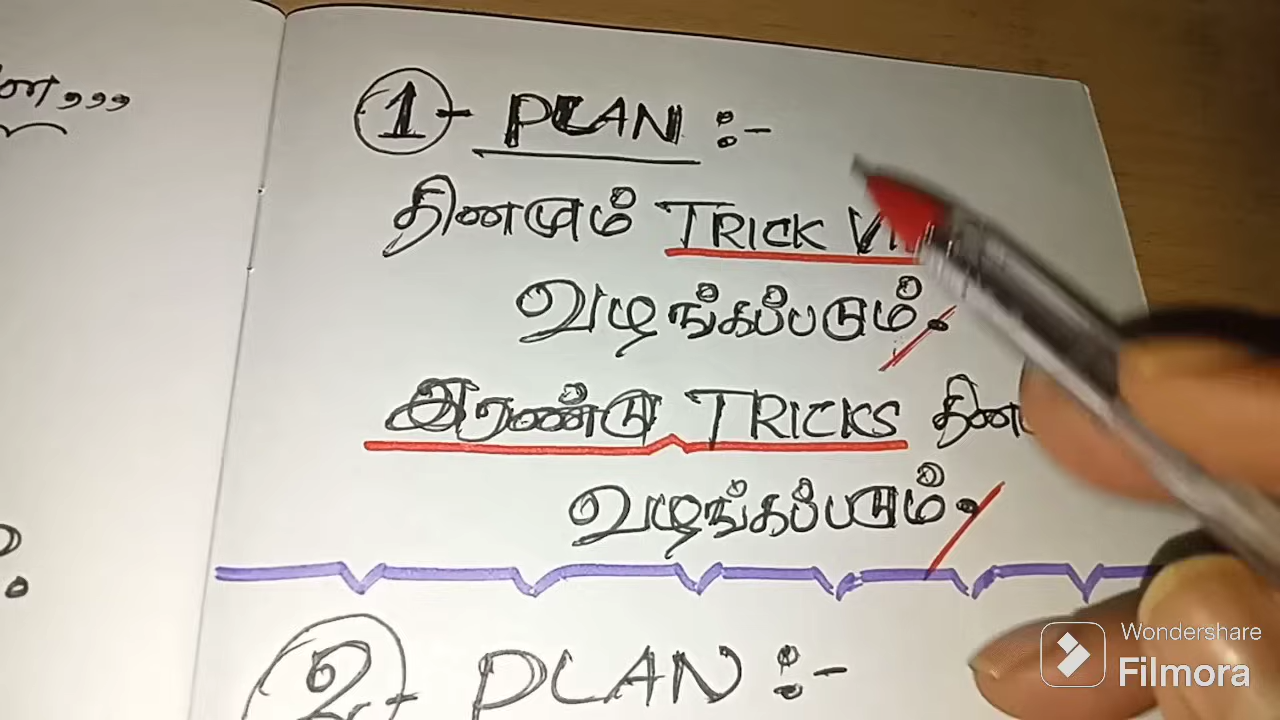 1 - PLAN :-
தினமும் TRICK
வழங்கப்படும்.
இரண்டு TRICKS
வழங்கப்படும்.
2 - PLAN :-
Wondershare
Filmora